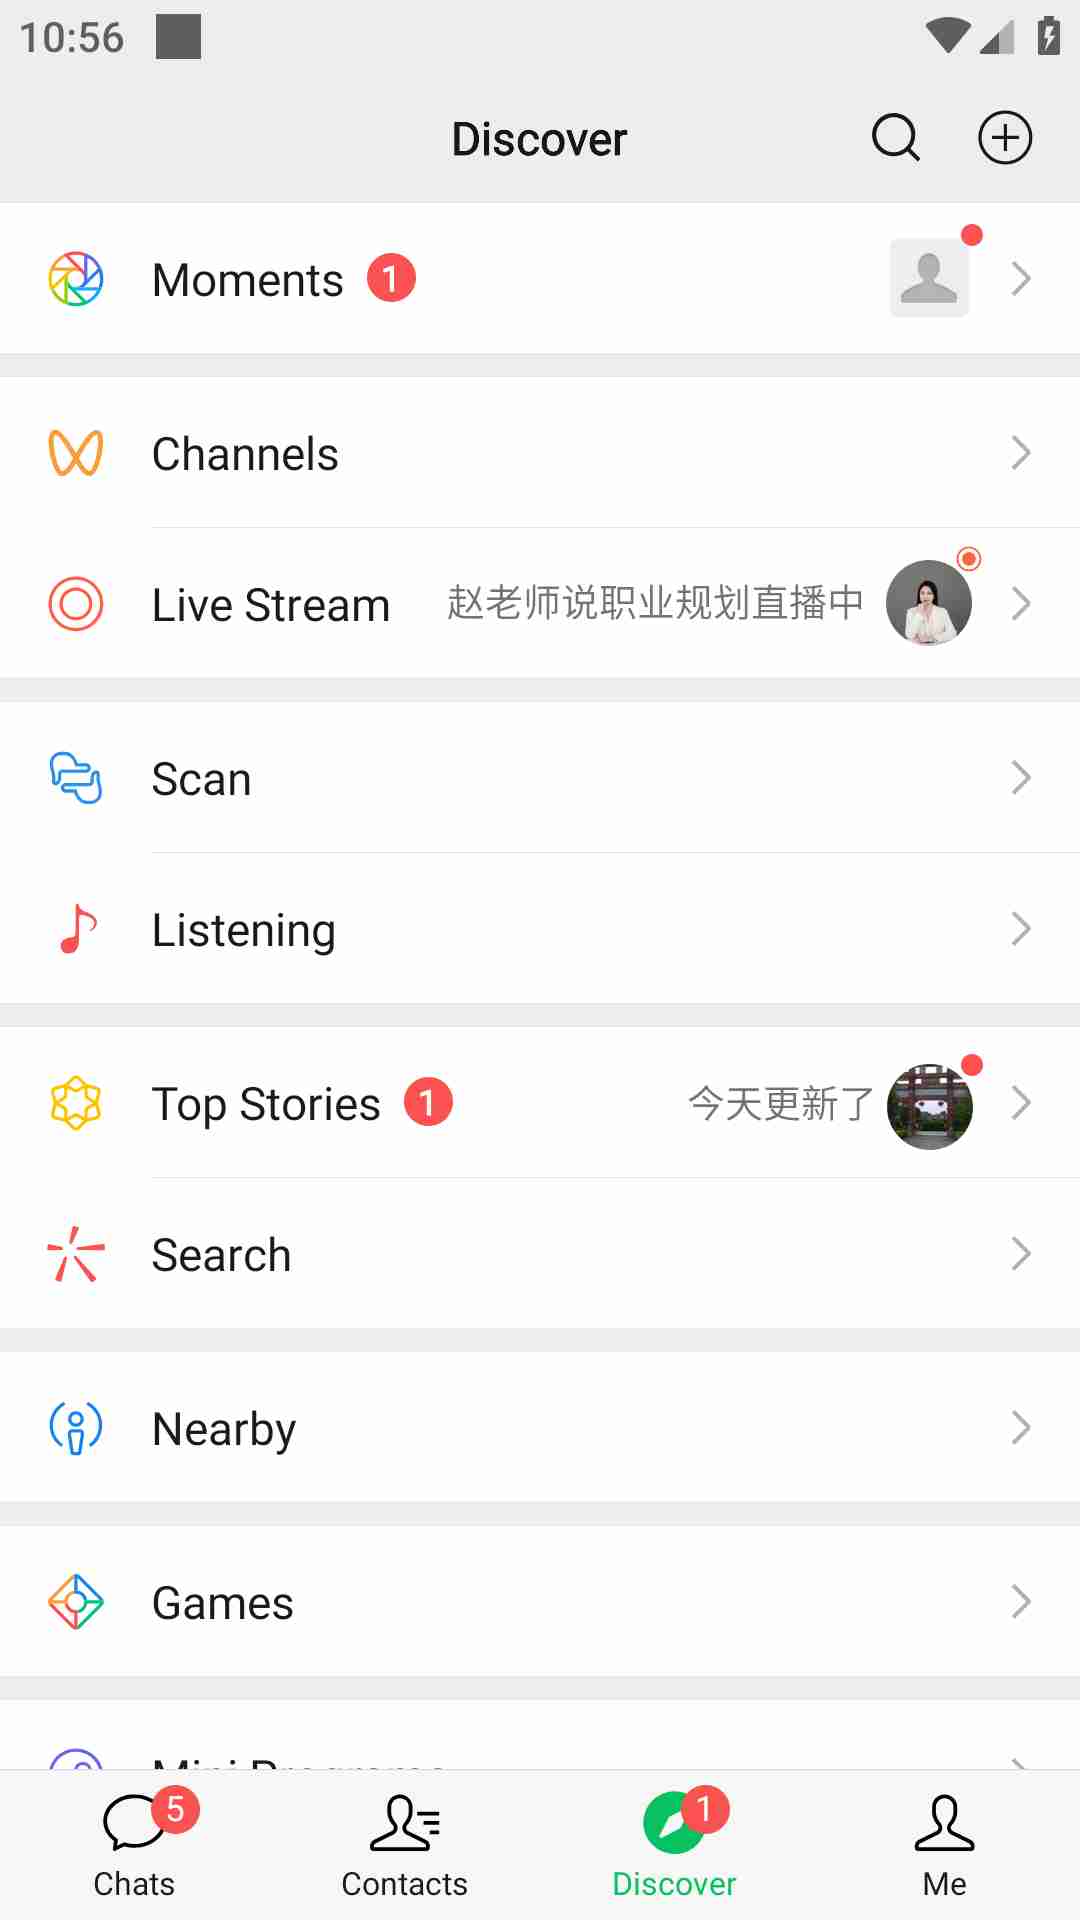 10:56
Discover
Moments 1
Channels
Live Stream 赵老师说职业规划直播中
Scan
Listening
Top Stories 1 今天更新了
Search
Nearby
Games
Mini Programs
5 1
Chats Contacts Discover Me